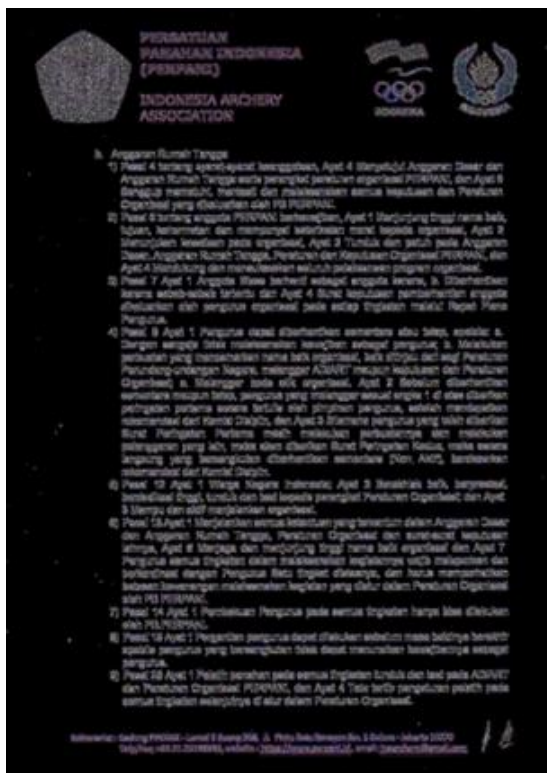 PERSATUAN
PANAHAN INDONESIA
(PERPANI)
INDONESIA ARCHERY
ASSOCIATION
INDONESIA
b. Anggaran Rumah Tangga
1) Pasal 4 tentang syarat-syarat keanggotaan, Ayat 4 Menyetujui Anggaran Dasar dan
Anggaran Rumah Tangga serta perangkat peraturan organisasi PERPANI, dan Ayat 5
Sanggup mematuhi, mentaati dan melaksanakan semua keputusan dan Peraturan
Organisasi yang dikeluarkan oleh PB PERPANI.
2) Pasal 6 tentang anggota PERPANI berkewajiban, Ayat 1 Menjunjung tinggi nama baik,
tujuan, kehormatan dan mempunyai keterikatan moral kepada organisasi, Ayat 2
Menunjukan kesetiaan pada organisasi, Ayat 3 Tunduk dan patuh pada Anggaran
Dasar, Anggaran Rumah Tangga, Peraturan dan Keputusan Organisasi PERPANI, dan
Ayat 4 Mendukung dan mensukseskan seluruh pelaksanaan program organisasi.
3) Pasal 7 Ayat 1 Anggota Biasa berhenti sebagai anggota karena, b. Diberhentikan
karena sebab-sebab tertentu dan Ayat 4 Surat keputusan pemberhentian anggota
dikeluarkan oleh pengurus organisasi pada setiap tingkatan melalui Rapat Pleno
Pengurus.
4) Pasal 9 Ayat 1 Pengurus dapat diberhentikan sementara atau tetap, apabila: a.
Dengan sengaja tidak melaksanakan kewajiban sebagai pengurus; b. Melakukan
perbuatan yang mencemarkan nama baik organisasi, baik ditinjau dari segi Peraturan
Perundang-undangan Negara, melanggar AD/ART maupun keputusan dan Peraturan
Organisasi; c. Melanggar kode etik organisasi. Ayat 2 Sebelum diberhentikan
sementara maupun tetap, pengurus yang melanggar sesuai angka 1 di atas diberikan
peringatan pertama secara tertulis oleh pimpinan pengurus, setelah mendapatkan
rekomendasi dari Komisi Disiplin, dan Ayat 3 Bilamana pengurus yang telah diberikan
Surat Peringatan Pertama masih melakukan perbuatannya dan melakukan
pelanggaran yang lain, maka akan diberikan Surat Peringatan Kedua, maka secara
langsung yang bersangkutan diberhentikan sementara (Non Aktif), berdasarkan
rekomendasi dari Komisi Disiplin.
5) Pasal 12 Ayat 1 Warga Negara Indonesia; Ayat 2 Berakhlak baik, berprestasi,
berdedikasi tinggi, tunduk dan taat kepada perangkat Peraturan Organisasi; dan Ayat
3 Mampu dan aktif menjalankan organisasi.
6) Pasal 13 Ayat 1 Menjalankan semua ketentuan yang tercantum dalam Anggaran Dasar
dan Anggaran Rumah Tangga, Peraturan Organisasi dan surat-surat keputusan
lainnya, Ayat 6 Menjaga dan menjunjung tinggi nama baik organisasi dan Ayat 7
Pengurus semua tingkatan dalam melaksanakan kegiatannya wajib melaporkan dan
berkoordinasi dengan Pengurus Satu tingkat diatasnya, dan harus memperhatikan
batasan kewenangan melaksanakan kegiatan yang diatur dalam Peraturan Organisasi
oleh PB PERPANI.
7) Pasal 14 Ayat 1 Pembekuan Pengurus pada semua tingkatan hanya bisa dilakukan
oleh PB PERPANI.
8) Pasal 15 Ayat 1 Pergantian pengurus dapat dilakukan sebelum masa baktinya berakhir
apabila pengurus yang bersangkutan tidak dapat menunaikan kewajibannya sebagai
pengurus.
9) Pasal 28 Ayat 1 Pelatih panahan pada semua tingkatan tunduk dan taat pada AD/ART
dan Peraturan Organisasi PERPANI, dan Ayat 4 Tata tertib pengaturan pelatih pada
semua tingkatan selanjutnya di atur dalam Peraturan Organisasi.